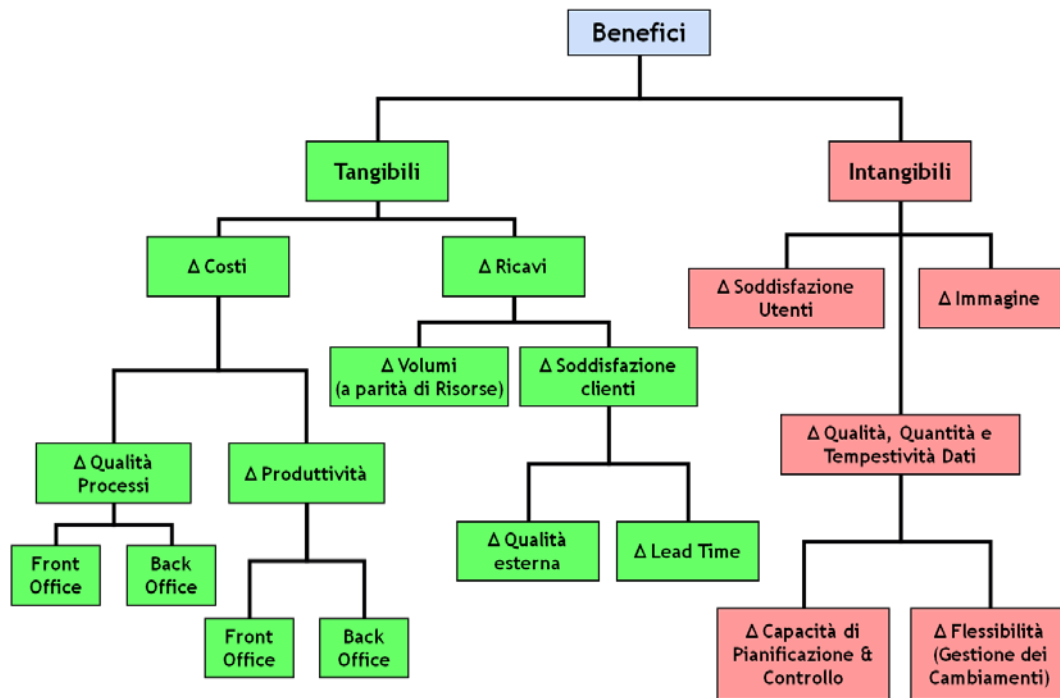 Benefici
Tangibili
Intangibili
Δ Costi
Δ Ricavi
Δ Soddisfazione
Utenti
Δ Immagine
Δ Volumi
(a parità di Risorse)
Δ Soddisfazione
clienti
Δ Qualità
Processi
Δ Produttività
Δ Qualità, Quantità e
Tempestività Dati
Front
Office
Back
Office
Δ Qualità
esterna
Δ Lead Time
Front
Office
Back
Office
Δ Capacità di
Pianificazione &
Controllo
Δ Flessibilità
(Gestione dei
Cambiamenti)